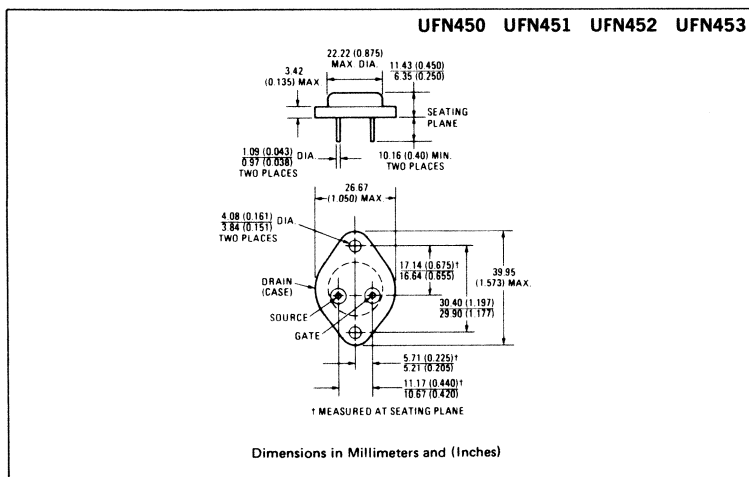 UFN450 UFN451 UFN452 UFN453
22.22 (0.875)
MAX. DIA.
11.43 (0.450)
6.35 (0.250)
3.42
(0.135) MAX.
SEATING
PLANE
1.09 (0.043)
0.97 (0.038)
DIA.
TWO PLACES
10.16 (0.40) MIN.
TWO PLACES
26.67
(1.050) MAX.
4.08 (0.161)
3.84 (0.151)
DIA.
TWO PLACES
17.14 (0.675)†
16.64 (0.655)
39.95
(1.573) MAX.
DRAIN
(CASE)
30.40 (1.197)
29.90 (1.177)
SOURCE
GATE
5.71 (0.225)†
5.21 (0.205)
11.17 (0.440)†
10.67 (0.420)
† MEASURED AT SEATING PLANE
Dimensions in Millimeters and (Inches)